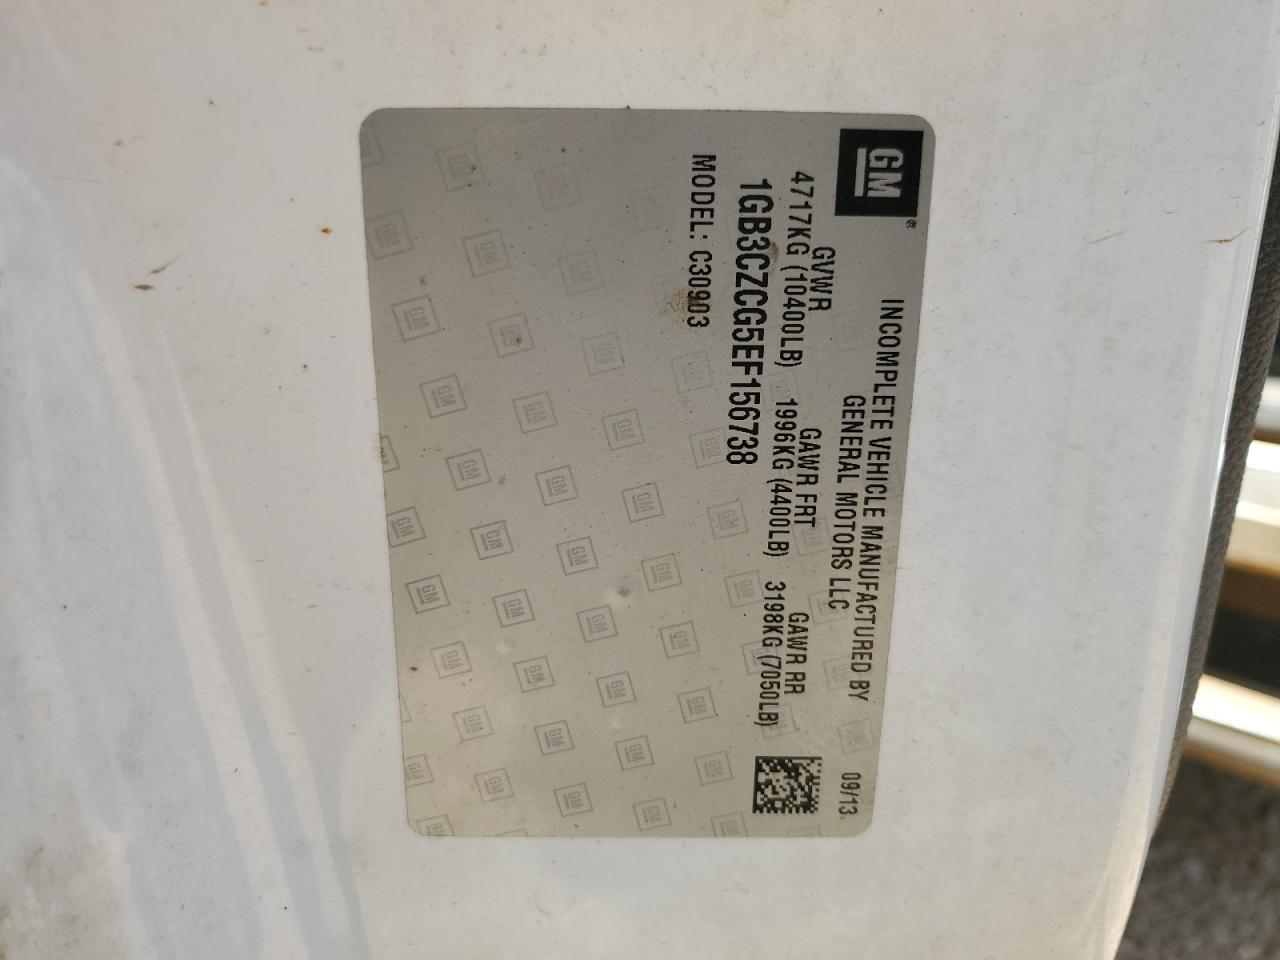 GM®
INCOMPLETE VEHICLE MANUFACTURED BY
GENERAL MOTORS LLC
09/13
GVWR GAWR FRT GAWR RR
4717KG (10400LB) 1996KG (4400LB) 3198KG (7050LB)
1GB3CZCG5EF156738
MODEL: C30903